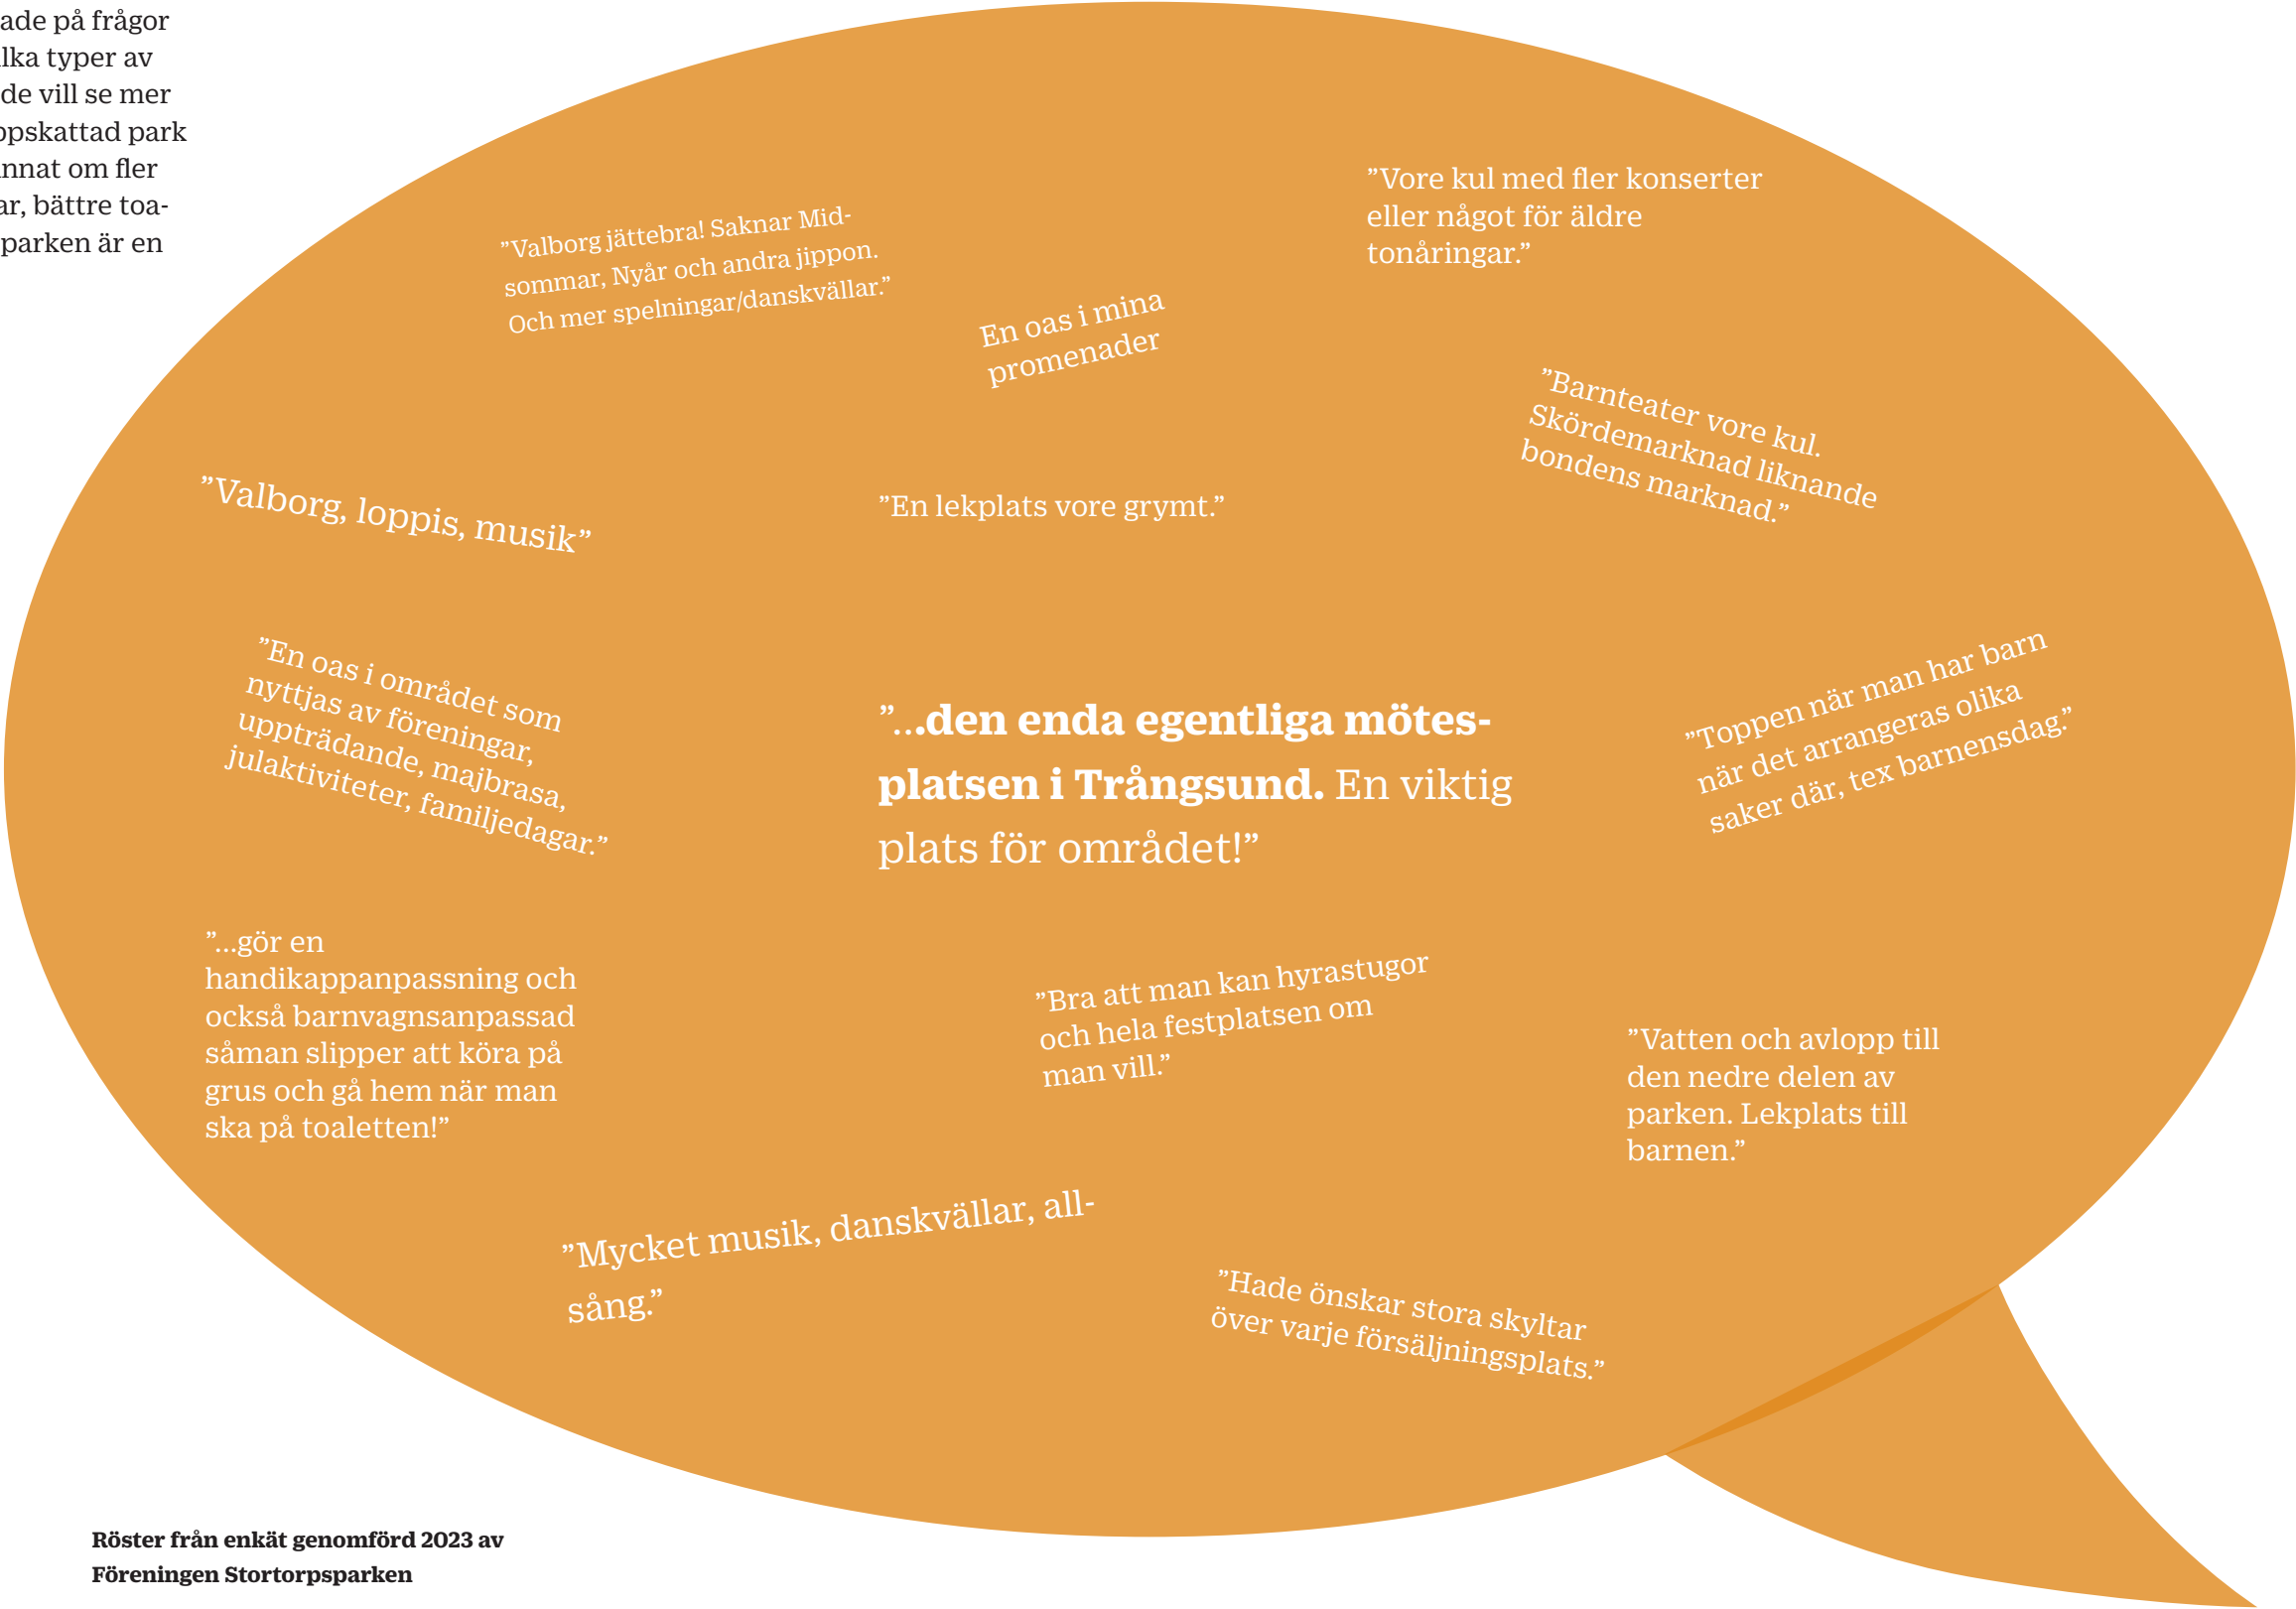 ade på frågor
lka typer av
de vill se mer
ppskattad park
nnat om fler
ar, bättre toa-
parken är en
”Valborg jättebra! Saknar Mid-
sommar, Nyår och andra jippon.
Och mer spelningar/danskvällar.”
”Vore kul med fler konserter
eller något för äldre
tonåringar.”
En oas i mina
promenader
”Barnteater vore kul.
Skördemarknad liknande
bondens marknad.”
”Valborg, loppis, musik”
”En lekplats vore grymt.”
”En oas i området som
nyttjas av föreningar,
uppträdande, majbrasa,
julaktiviteter, familjedagar.”
”...den enda egentliga mötes-
platsen i Trångsund. En viktig
plats för området!”
”Toppen när man har barn
när det arrangeras olika
saker där, tex barnensdag.”
”...gör en
handikappanpassning och
också barnvagnsanpassad
såman slipper att köra på
grus och gå hem när man
ska på toaletten!”
”Bra att man kan hyrastugor
och hela festplatsen om
man vill.”
”Vatten och avlopp till
den nedre delen av
parken. Lekplats till
barnen.”
”Mycket musik, danskvällar, all-
sång.”
”Hade önskar stora skyltar
över varje försäljningsplats.”
Röster från enkät genomförd 2023 av
Föreningen Stortorpsparken